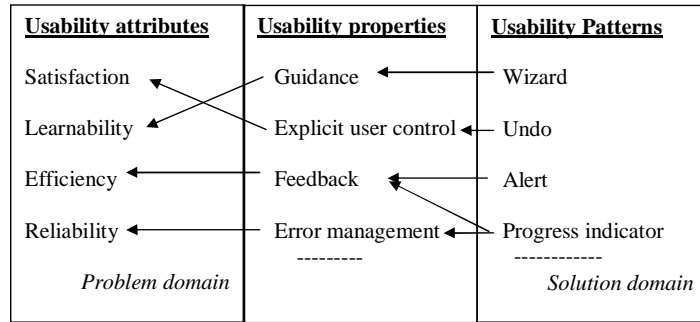 Usability attributes Usability properties Usability Patterns
Satisfaction Guidance Wizard
Learnability Explicit user control Undo
Efficiency Feedback Alert
Reliability Error management Progress indicator
--------- ------------
Problem domain Solution domain